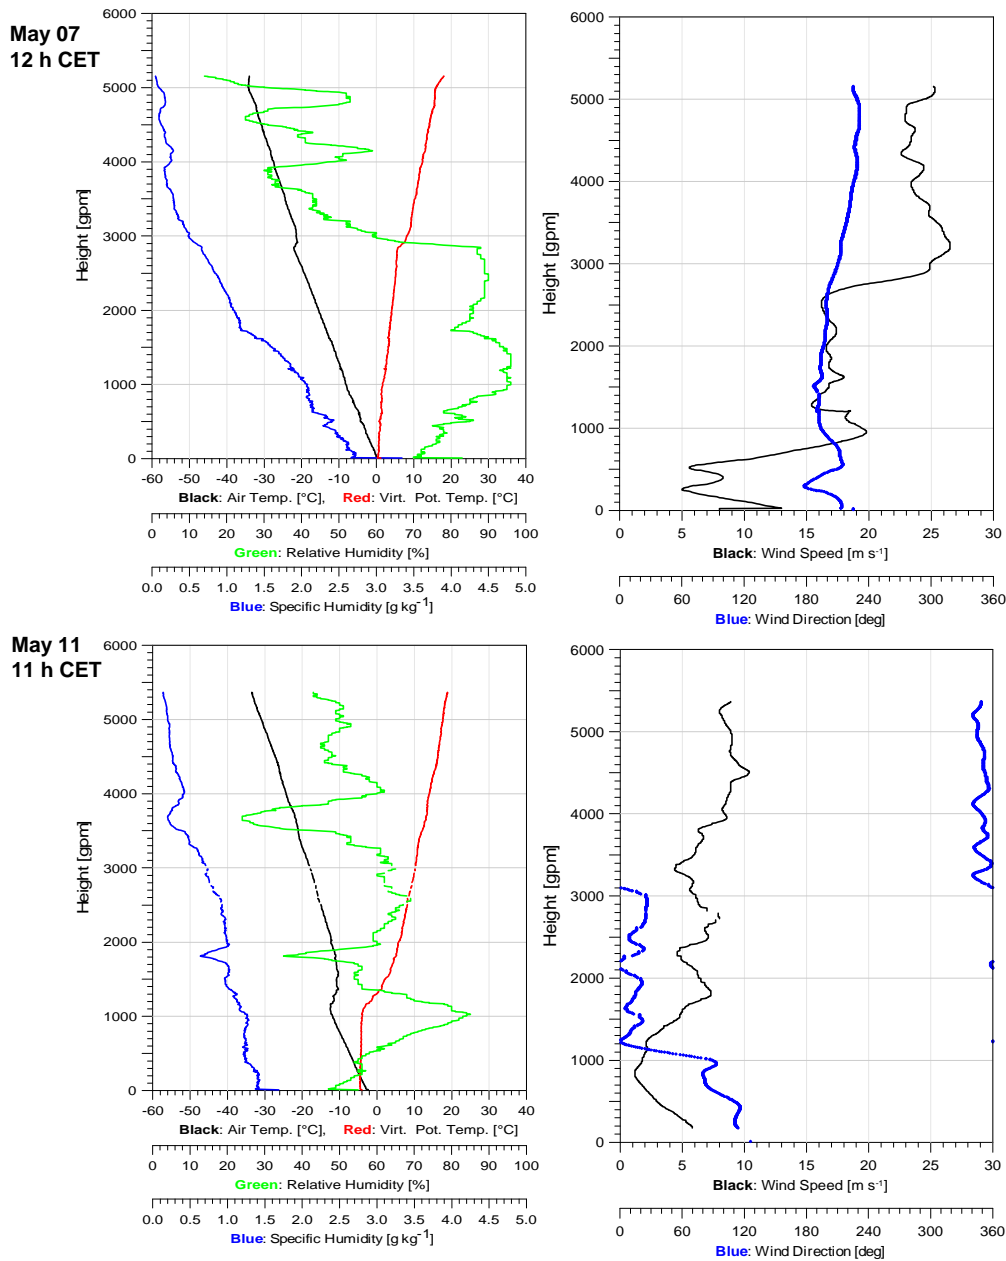 May 07
12 h CET
6000
5000
4000
3000
2000
1000
0
Height [gpm]
-60 -50 -40 -30 -20 -10 0 10 20 30 40
Black: Air Temp. [°C], Red: Virt. Pot. Temp. [°C]
0 10 20 30 40 50 60 70 80 90 100
Green: Relative Humidity [%]
0.0 0.5 1.0 1.5 2.0 2.5 3.0 3.5 4.0 4.5 5.0
Blue: Specific Humidity [g kg-1]
6000
5000
4000
3000
2000
1000
0
Height [gpm]
0 5 10 15 20 25 30
Black: Wind Speed [m s-1]
0 60 120 180 240 300 360
Blue: Wind Direction [deg]
May 11
11 h CET
6000
5000
4000
3000
2000
1000
0
Height [gpm]
-60 -50 -40 -30 -20 -10 0 10 20 30 40
Black: Air Temp. [°C], Red: Virt. Pot. Temp. [°C]
0 10 20 30 40 50 60 70 80 90 100
Green: Relative Humidity [%]
0.0 0.5 1.0 1.5 2.0 2.5 3.0 3.5 4.0 4.5 5.0
Blue: Specific Humidity [g kg-1]
6000
5000
4000
3000
2000
1000
0
Height [gpm]
0 5 10 15 20 25 30
Black: Wind Speed [m s-1]
0 60 120 180 240 300 360
Blue: Wind Direction [deg]